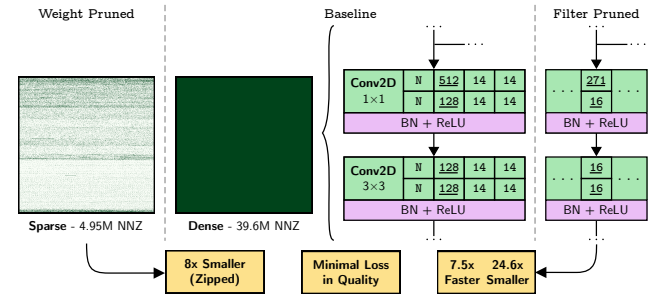 Weight Pruned
Baseline
Filter Pruned
...
...
...
...
Conv2D
1×1
N 512 14 14
N 128 14 14
BN + ReLU
... 271 ...
16
BN + ReLU
Conv2D
3×3
N 128 14 14
N 128 14 14
BN + ReLU
... 16 ...
16
BN + ReLU
Sparse - 4.95M NNZ
Dense - 39.6M NNZ
...
...
8x Smaller
(Zipped)
Minimal Loss
in Quality
7.5x 24.6x
Faster Smaller